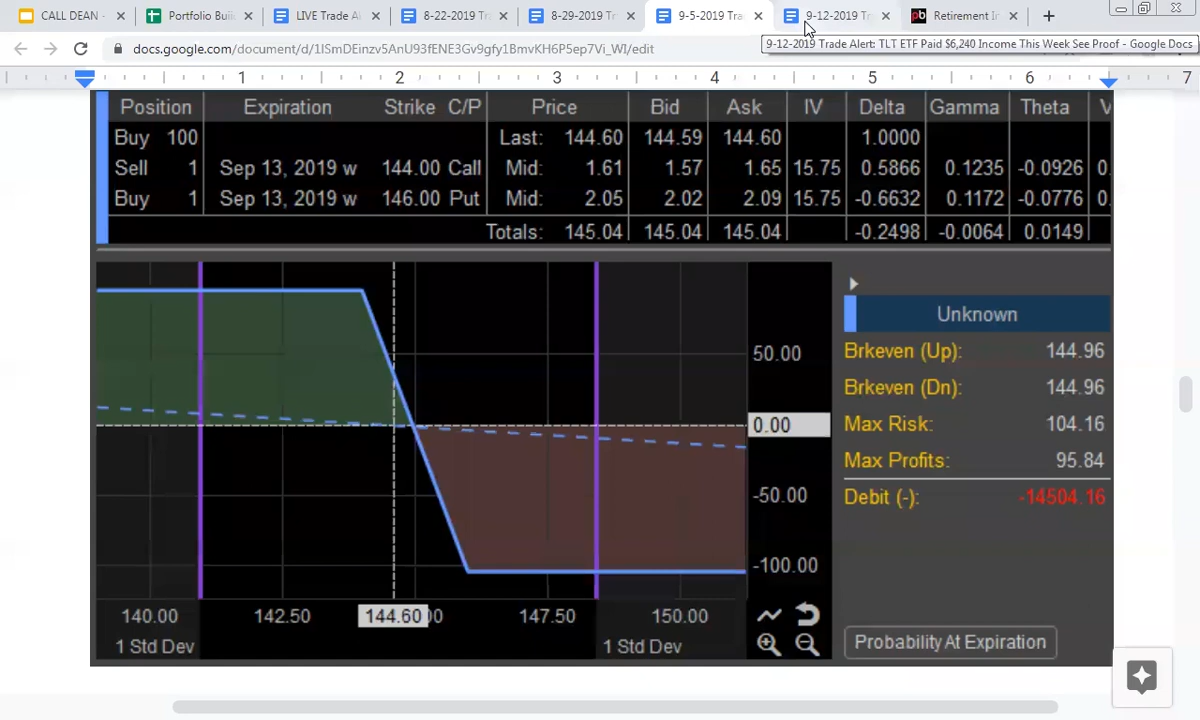 CALL DEAN - × Portfolio Buil × LIVE Trade A × 8-22-2019 Tr × 8-29-2019 Tr × 9-5-2019 Trad × 9-12-2019 Tr × pb Retirement In × +
docs.google.com/document/d/1ISmDEinzv5AnU93fENE3Gv9gfy1BmvKH6P5ep7Vi_WI/edit
9-12-2019 Trade Alert: TLT ETF Paid $6,240 Income This Week See Proof - Google Docs
1 2 3 4 5 6 7
Position Expiration Strike C/P Price Bid Ask IV Delta Gamma Theta V
Buy 100 Last: 144.60 144.59 144.60 1.0000
Sell 1 Sep 13, 2019 w 144.00 Call Mid: 1.61 1.57 1.65 15.75 0.5866 0.1235 -0.0926 0.
Buy 1 Sep 13, 2019 w 146.00 Put Mid: 2.05 2.02 2.09 15.75 -0.6632 0.1172 -0.0776 0.
Totals: 145.04 145.04 145.04 -0.2498 -0.0064 0.0149
Unknown
Brkeven (Up): 144.96
Brkeven (Dn): 144.96
Max Risk: 104.16
Max Profits: 95.84
Debit (-): -14504.16
50.00
0.00
-50.00
-100.00
140.00 142.50 144.60 00 147.50 150.00
1 Std Dev 1 Std Dev
Probability At Expiration